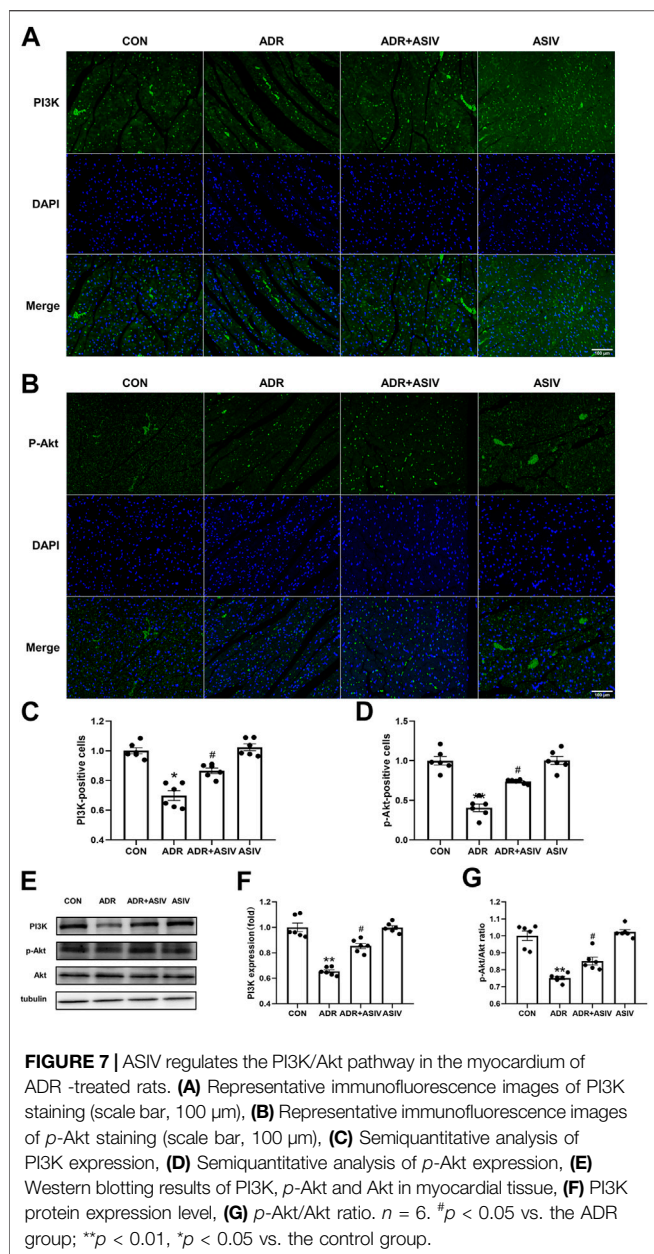 A
CON ADR ADR+ASIV ASIV
PI3K
DAPI
Merge
100 μm
B
CON ADR ADR+ASIV ASIV
P-Akt
DAPI
Merge
100 μm
C
PI3K-positive cells
1.2
1.0
0.8
0.6
0.4
* #
CON ADR ADR+ASIV ASIV
D
p-Akt-positive cells
1.5
1.0
0.5
0.0
** #
CON ADR ADR+ASIV ASIV
E
CON ADR ADR+ASIV ASIV
PI3K
p-Akt
Akt
tubulin
F
PI3K expression(fold)
1.2
1.0
0.8
0.6
0.4
** #
CON ADR ADR+ASIV ASIV
G
p-Akt/Akt ratio
1.2
1.1
1.0
0.9
0.8
0.7
** #
CON ADR ADR+ASIV ASIV
FIGURE 7 | ASIV regulates the PI3K/Akt pathway in the myocardium of
ADR -treated rats. (A) Representative immunofluorescence images of PI3K
staining (scale bar, 100 μm), (B) Representative immunofluorescence images
of p-Akt staining (scale bar, 100 μm), (C) Semiquantitative analysis of
PI3K expression, (D) Semiquantitative analysis of p-Akt expression, (E)
Western blotting results of PI3K, p-Akt and Akt in myocardial tissue, (F) PI3K
protein expression level, (G) p-Akt/Akt ratio. n = 6. #p < 0.05 vs. the ADR
group; **p < 0.01, *p < 0.05 vs. the control group.